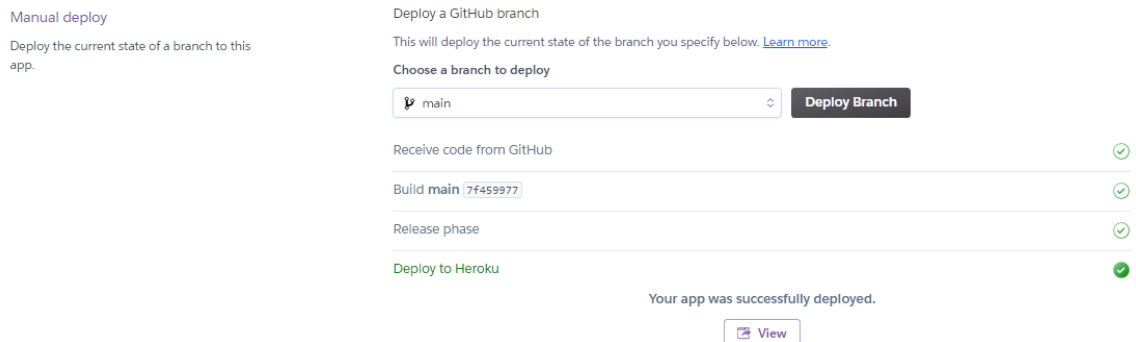 Manual deploy
Deploy the current state of a branch to this
app.
Deploy a GitHub branch
This will deploy the current state of the branch you specify below. Learn more.
Choose a branch to deploy
main
Deploy Branch
Receive code from GitHub
Build main 7f459977
Release phase
Deploy to Heroku
Your app was successfully deployed.
View